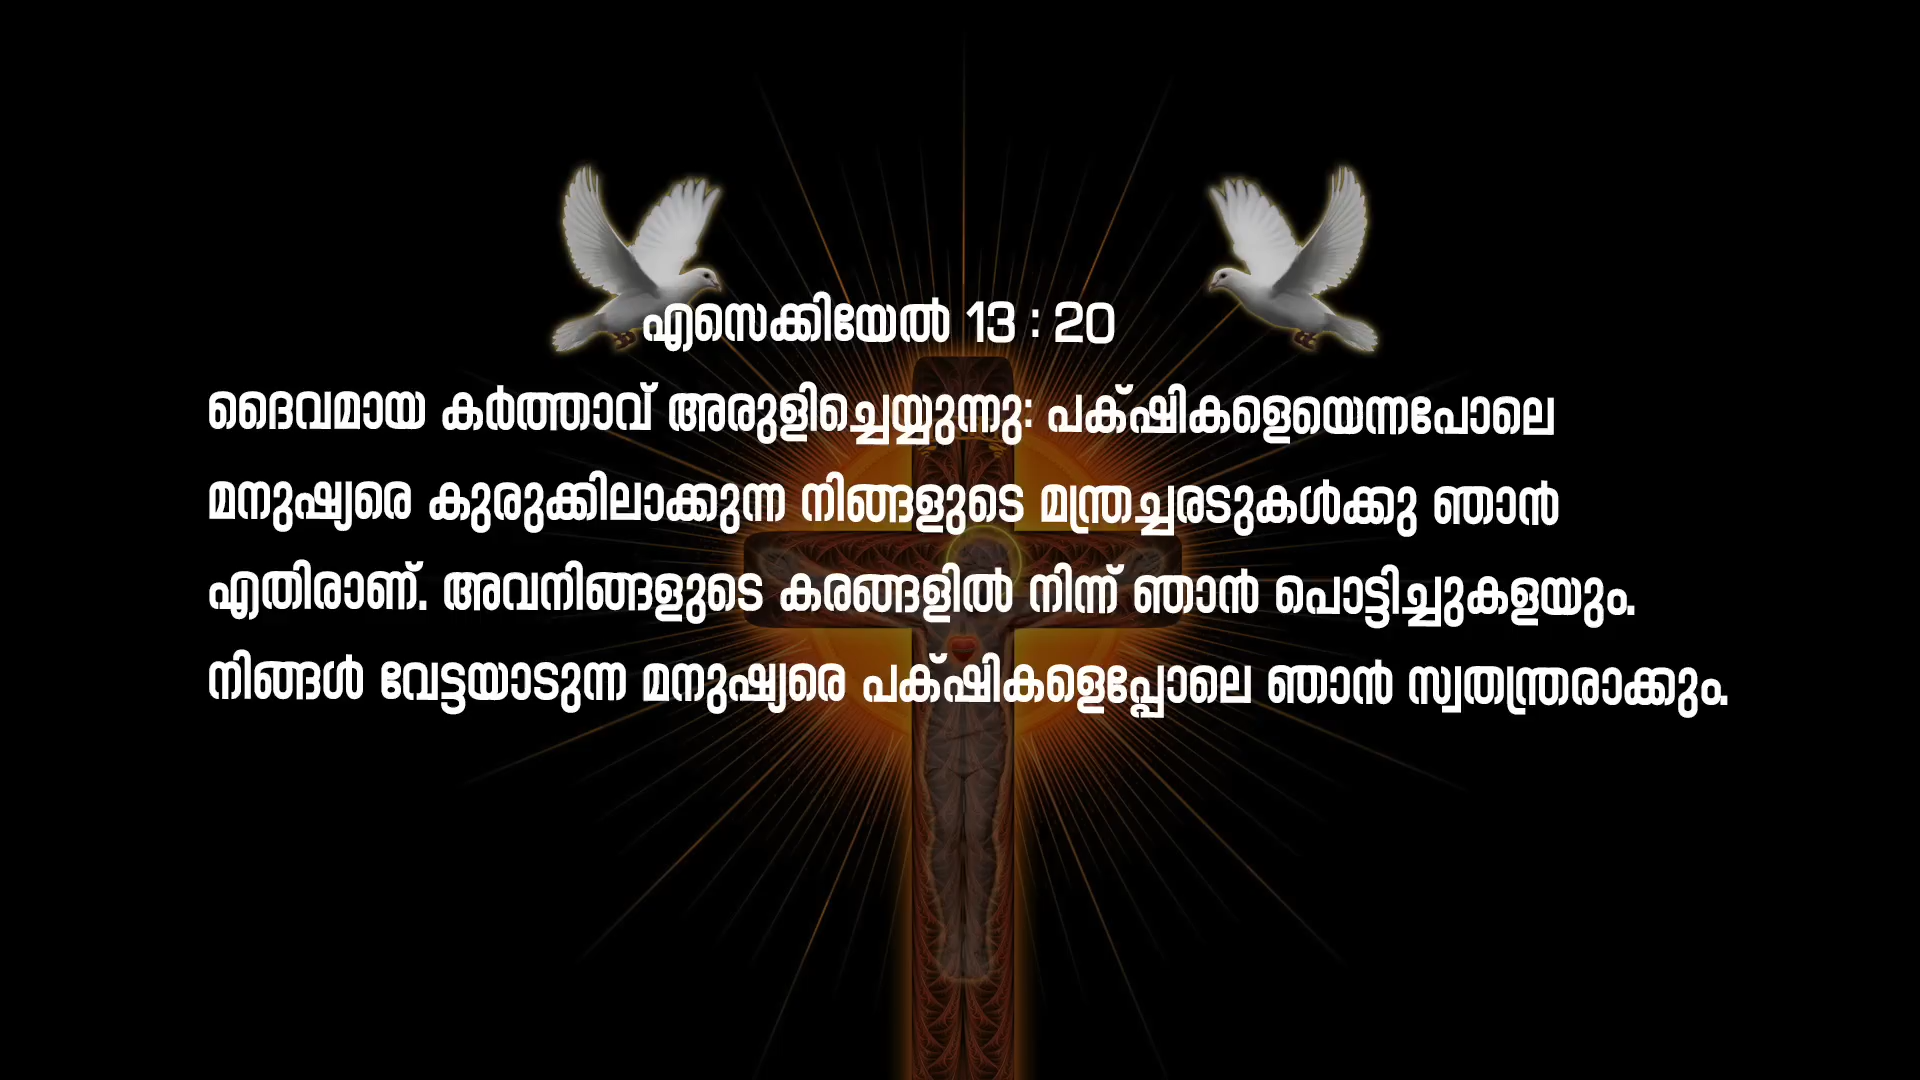 എസെക്കിയേൽ 13 : 20
ദൈവമായ കർത്താവ് അരുളിച്ചെയ്യുന്നു: പക്‌ഷികളെയെന്നപോലെ
മനുഷ്യരെ കുരുക്കിലാക്കുന്ന നിങ്ങളുടെ മന്ത്രച്ചരടുകൾക്കു ഞാൻ
എതിരാണ്. അവനിങ്ങളുടെ കരങ്ങളിൽ നിന്ന് ഞാൻ പൊട്ടിച്ചുകളയും.
നിങ്ങൾ വേട്ടയാടുന്ന മനുഷ്യരെ പക്‌ഷികളെപ്പോലെ ഞാൻ സ്വതന്ത്രരാക്കും.